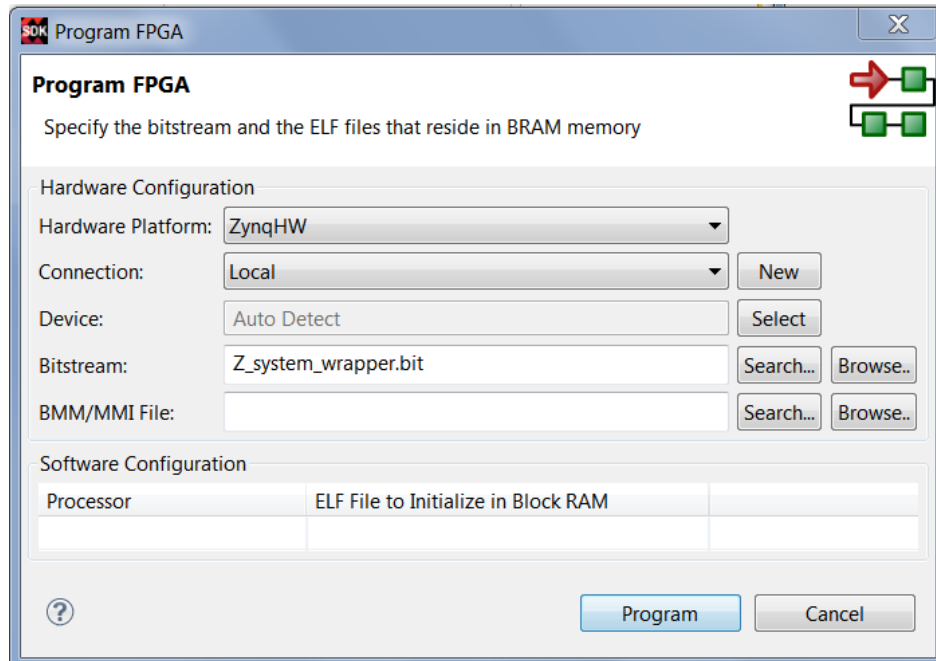 SDK Program FPGA
Program FPGA
Specify the bitstream and the ELF files that reside in BRAM memory
Hardware Configuration
Hardware Platform: ZynqHW
Connection: Local New
Device: Auto Detect Select
Bitstream: Z_system_wrapper.bit Search... Browse..
BMM/MMI File: Search... Browse..
Software Configuration
Processor ELF File to Initialize in Block RAM
? Program Cancel